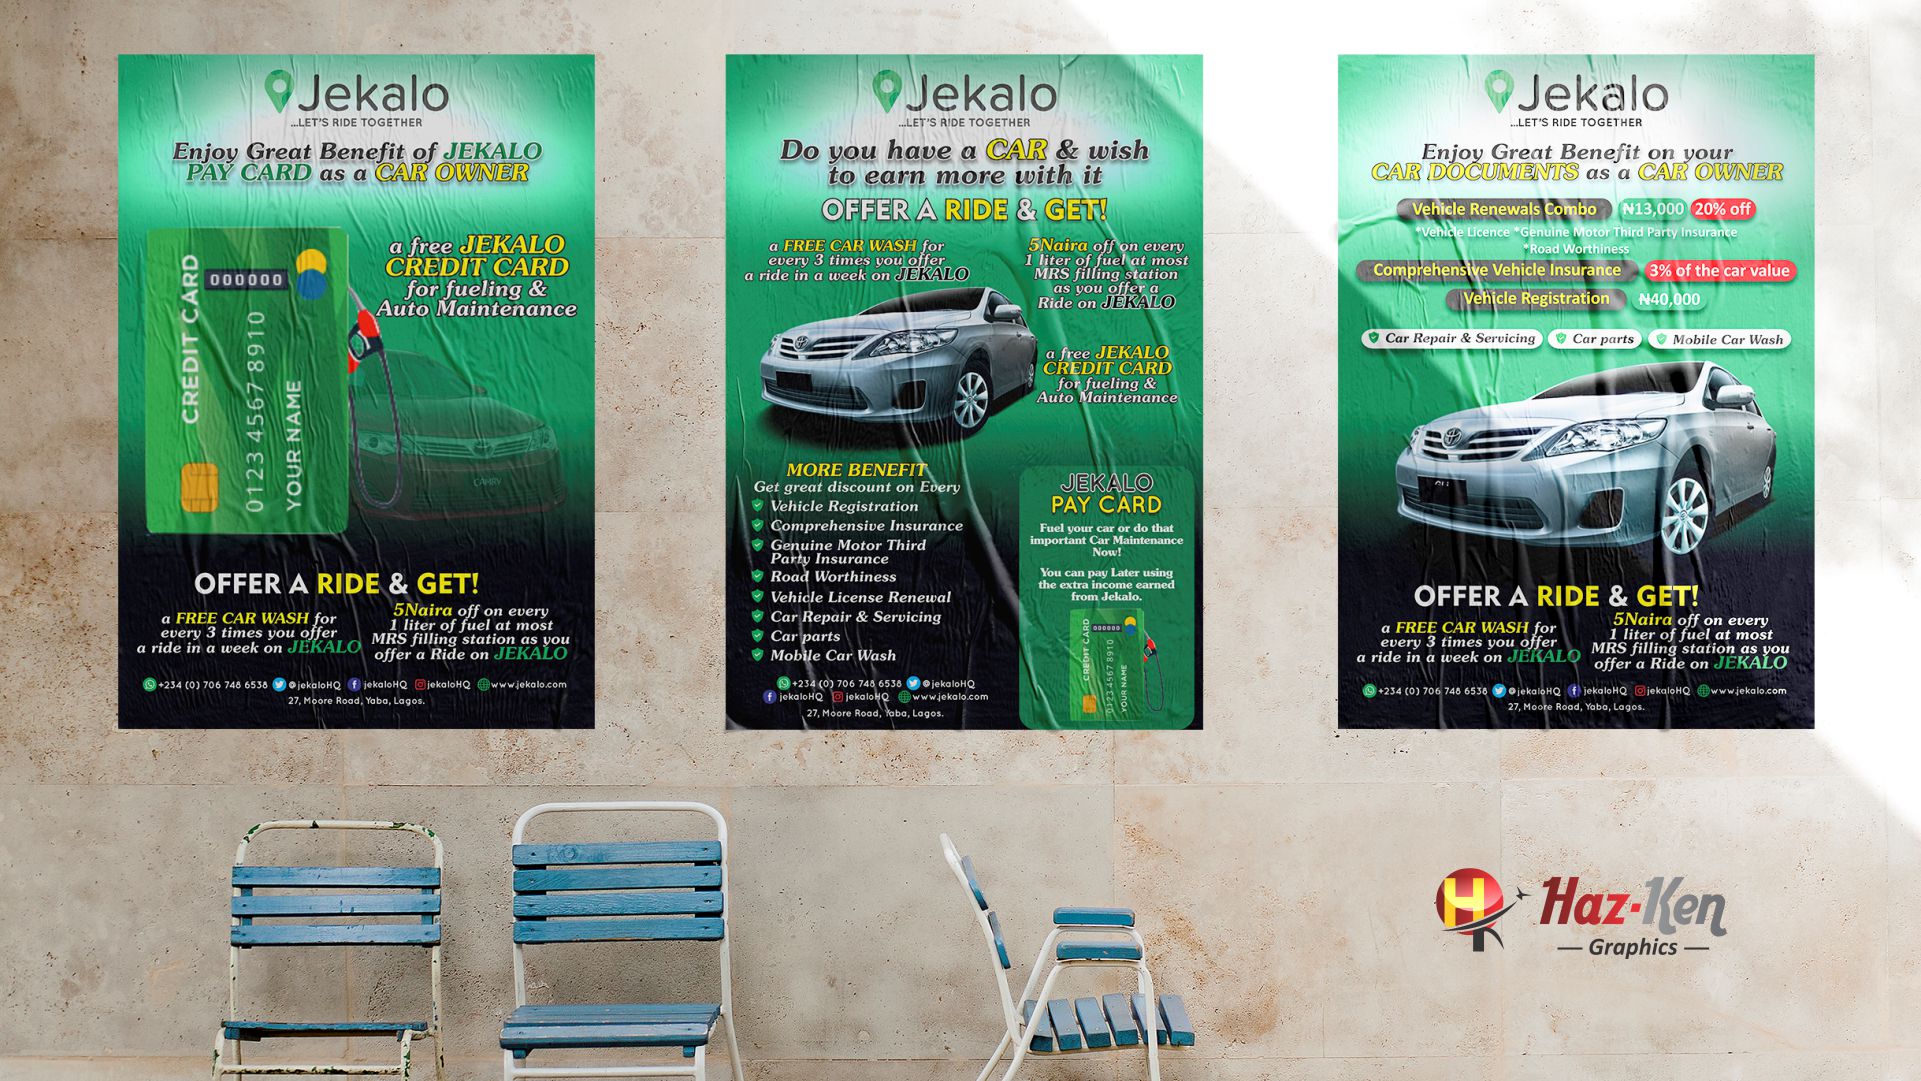 Jekalo
...LET'S RIDE TOGETHER
Enjoy Great Benefit of JEKALO
PAY CARD as a CAR OWNER
CREDIT CARD
000000
0123 4567 8910
YOUR NAME
a free JEKALO
CREDIT CARD
for fueling &
Auto Maintenance
CAMRY
OFFER A RIDE & GET!
a FREE CAR WASH for
every 3 times you offer
a ride in a week on JEKALO
5Naira off on every
1 liter of fuel at most
MRS filling station as you
offer a Ride on JEKALO
+234 (0) 706 748 6538 @jekaloHQ jekaloHQ jekaloHQ www.jekalo.com
27, Moore Road, Yaba, Lagos.
Jekalo
...LET'S RIDE TOGETHER
Do you have a CAR & wish
to earn more with it
OFFER A RIDE & GET!
a FREE CAR WASH for
every 3 times you offer
a ride in a week on JEKALO
5Naira off on every
1 liter of fuel at most
MRS filling station
as you offer a
Ride on JEKALO
a free JEKALO
CREDIT CARD
for fueling &
Auto Maintenance
MORE BENEFIT
Get great discount on Every
Vehicle Registration
Comprehensive Insurance
Genuine Motor Third
Party Insurance
Road Worthiness
Vehicle License Renewal
Car Repair & Servicing
Car parts
Mobile Car Wash
+234 (0) 706 748 6538 @jekaloHQ
jekaloHQ jekaloHQ www.jekalo.com
27, Moore Road, Yaba, Lagos.
JEKALO
PAY CARD
Fuel your car or do that
important Car Maintenance
Now!
You can pay Later using
the extra income earned
from Jekalo.
CREDIT CARD
000000
0123 4567 8910
YOUR NAME
Jekalo
...LET'S RIDE TOGETHER
Enjoy Great Benefit on your
CAR DOCUMENTS as a CAR OWNER
Vehicle Renewals Combo ₦13,000 20% off
*Vehicle Licence *Genuine Motor Third Party Insurance
*Road Worthiness
Comprehensive Vehicle Insurance 3% of the car value
Vehicle Registration ₦40,000
Car Repair & Servicing Car parts Mobile Car Wash
OFFER A RIDE & GET!
a FREE CAR WASH for
every 3 times you offer
a ride in a week on JEKALO
5Naira off on every
1 liter of fuel at most
MRS filling station as you
offer a Ride on JEKALO
+234 (0) 706 748 6538 @jekaloHQ jekaloHQ jekaloHQ www.jekalo.com
27, Moore Road, Yaba, Lagos.
Haz-Ken
Graphics